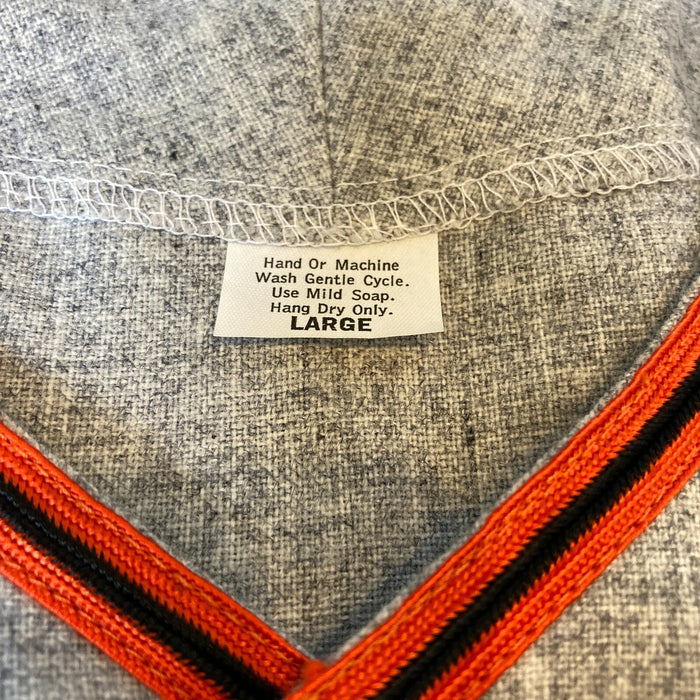 Hand Or Machine
Wash Gentle Cycle.
Use Mild Soap.
Hang Dry Only.
LARGE